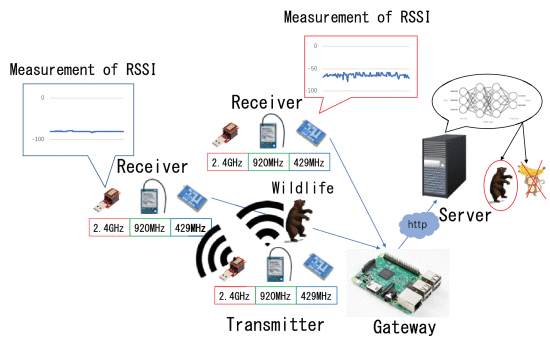 Measurement of RSSI
0
-50
-100
Measurement of RSSI
0
-100
Receiver
2.4GHz 920MHz 429MHz
Receiver
2.4GHz 920MHz 429MHz
Wildlife
2.4GHz 920MHz 429MHz
Transmitter
Gateway
http
Server